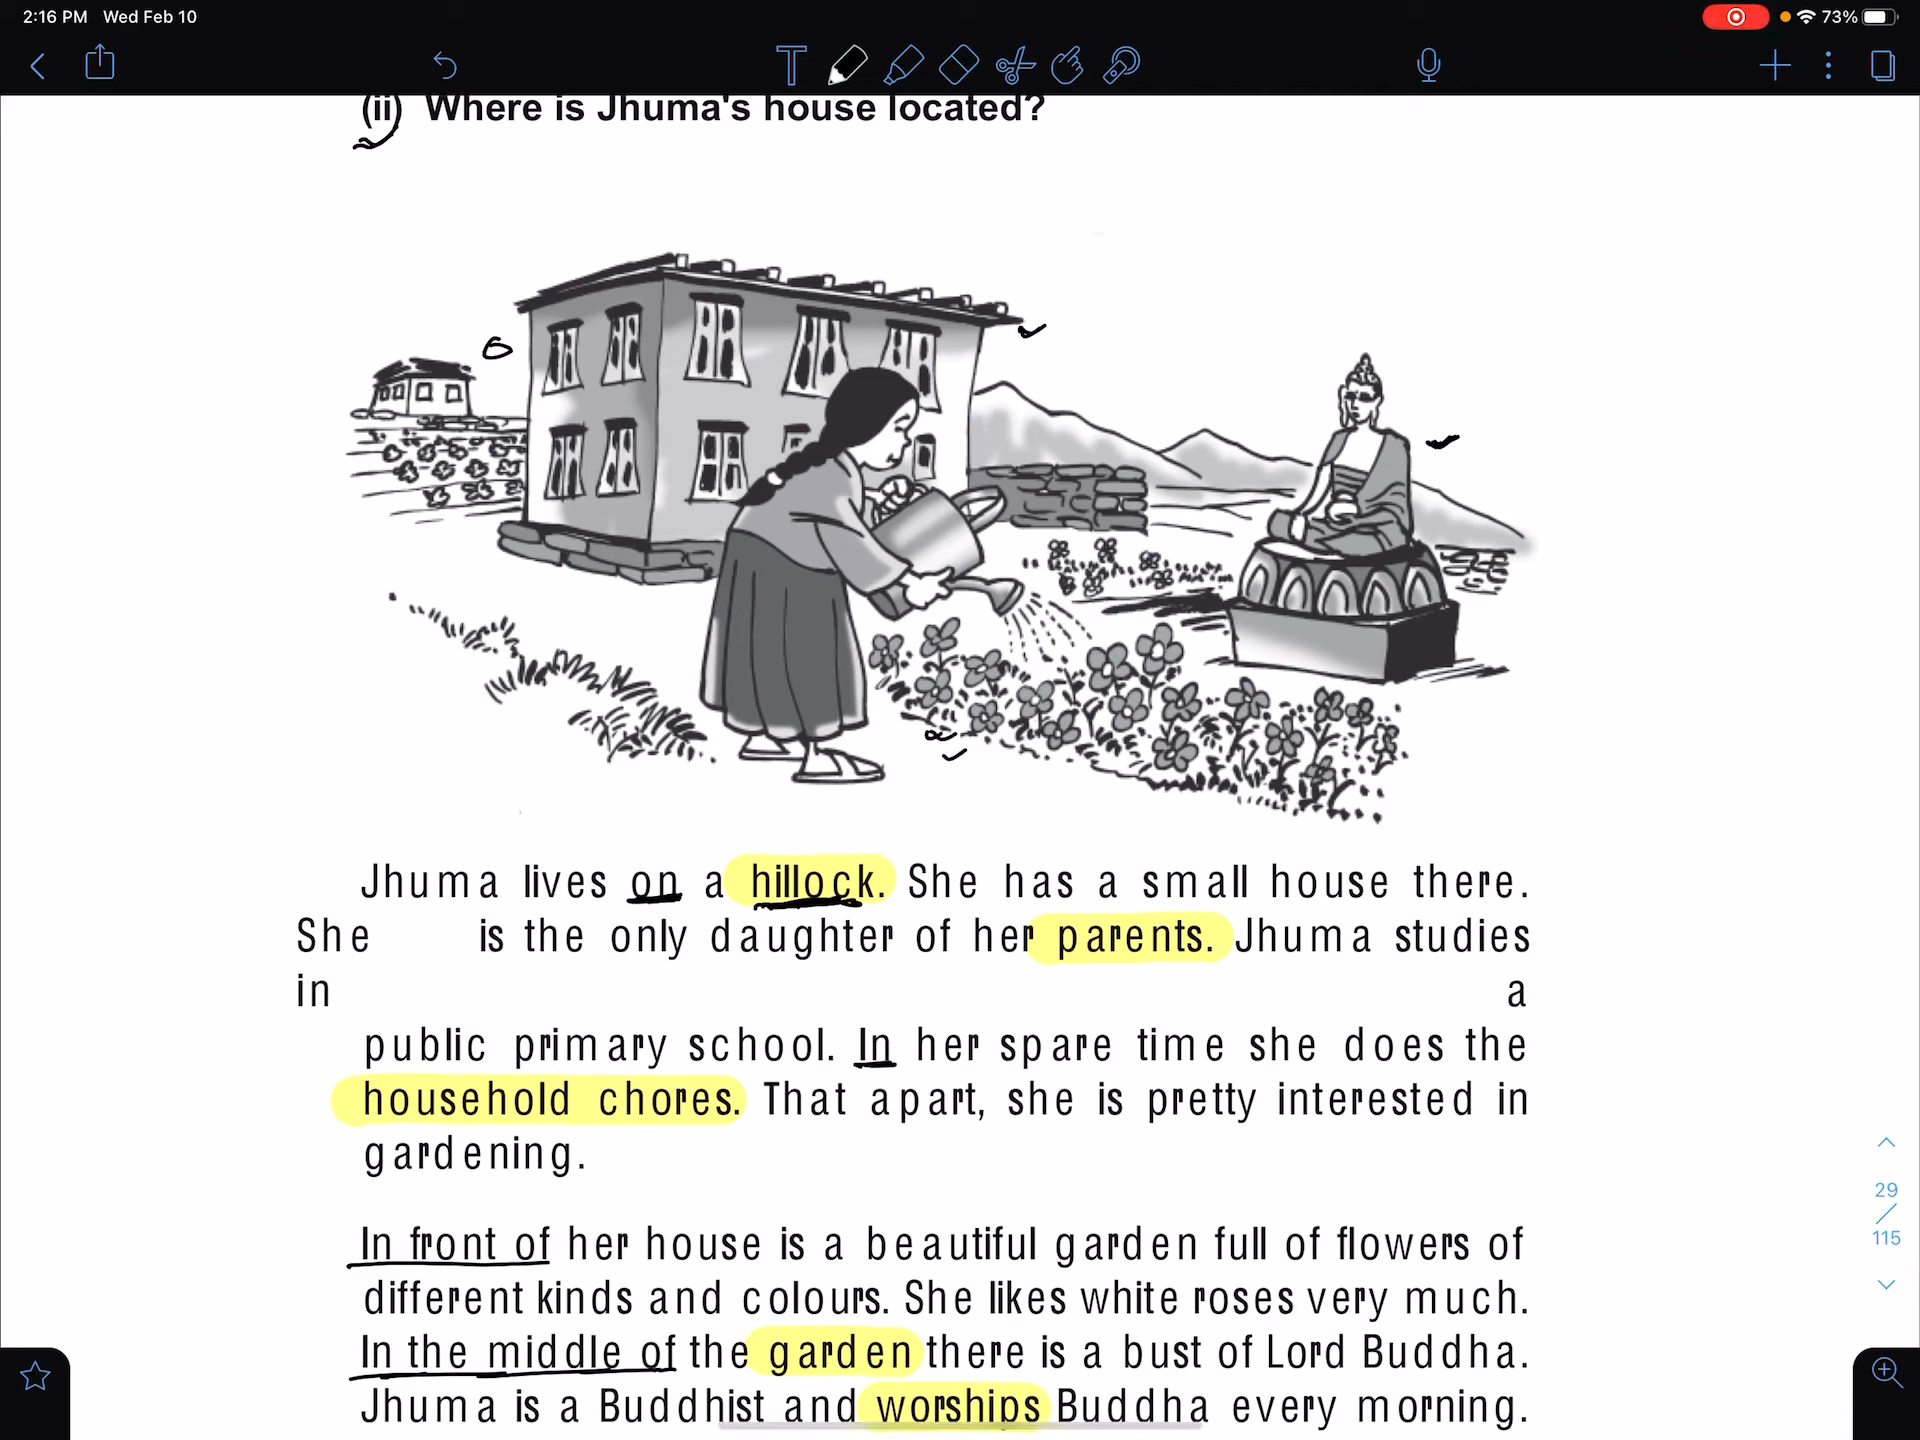 2:16 PM Wed Feb 10
73%
(ii) Where is Jhuma's house located?
Jhuma lives on a hillock. She has a small house there.
She is the only daughter of her parents. Jhuma studies
in a
public primary school. In her spare time she does the
household chores. That apart, she is pretty interested in
gardening.
In front of her house is a beautiful garden full of flowers of
different kinds and colours. She likes white roses very much.
In the middle of the garden there is a bust of Lord Buddha.
Jhuma is a Buddhist and worships Buddha every morning.
29
/
115